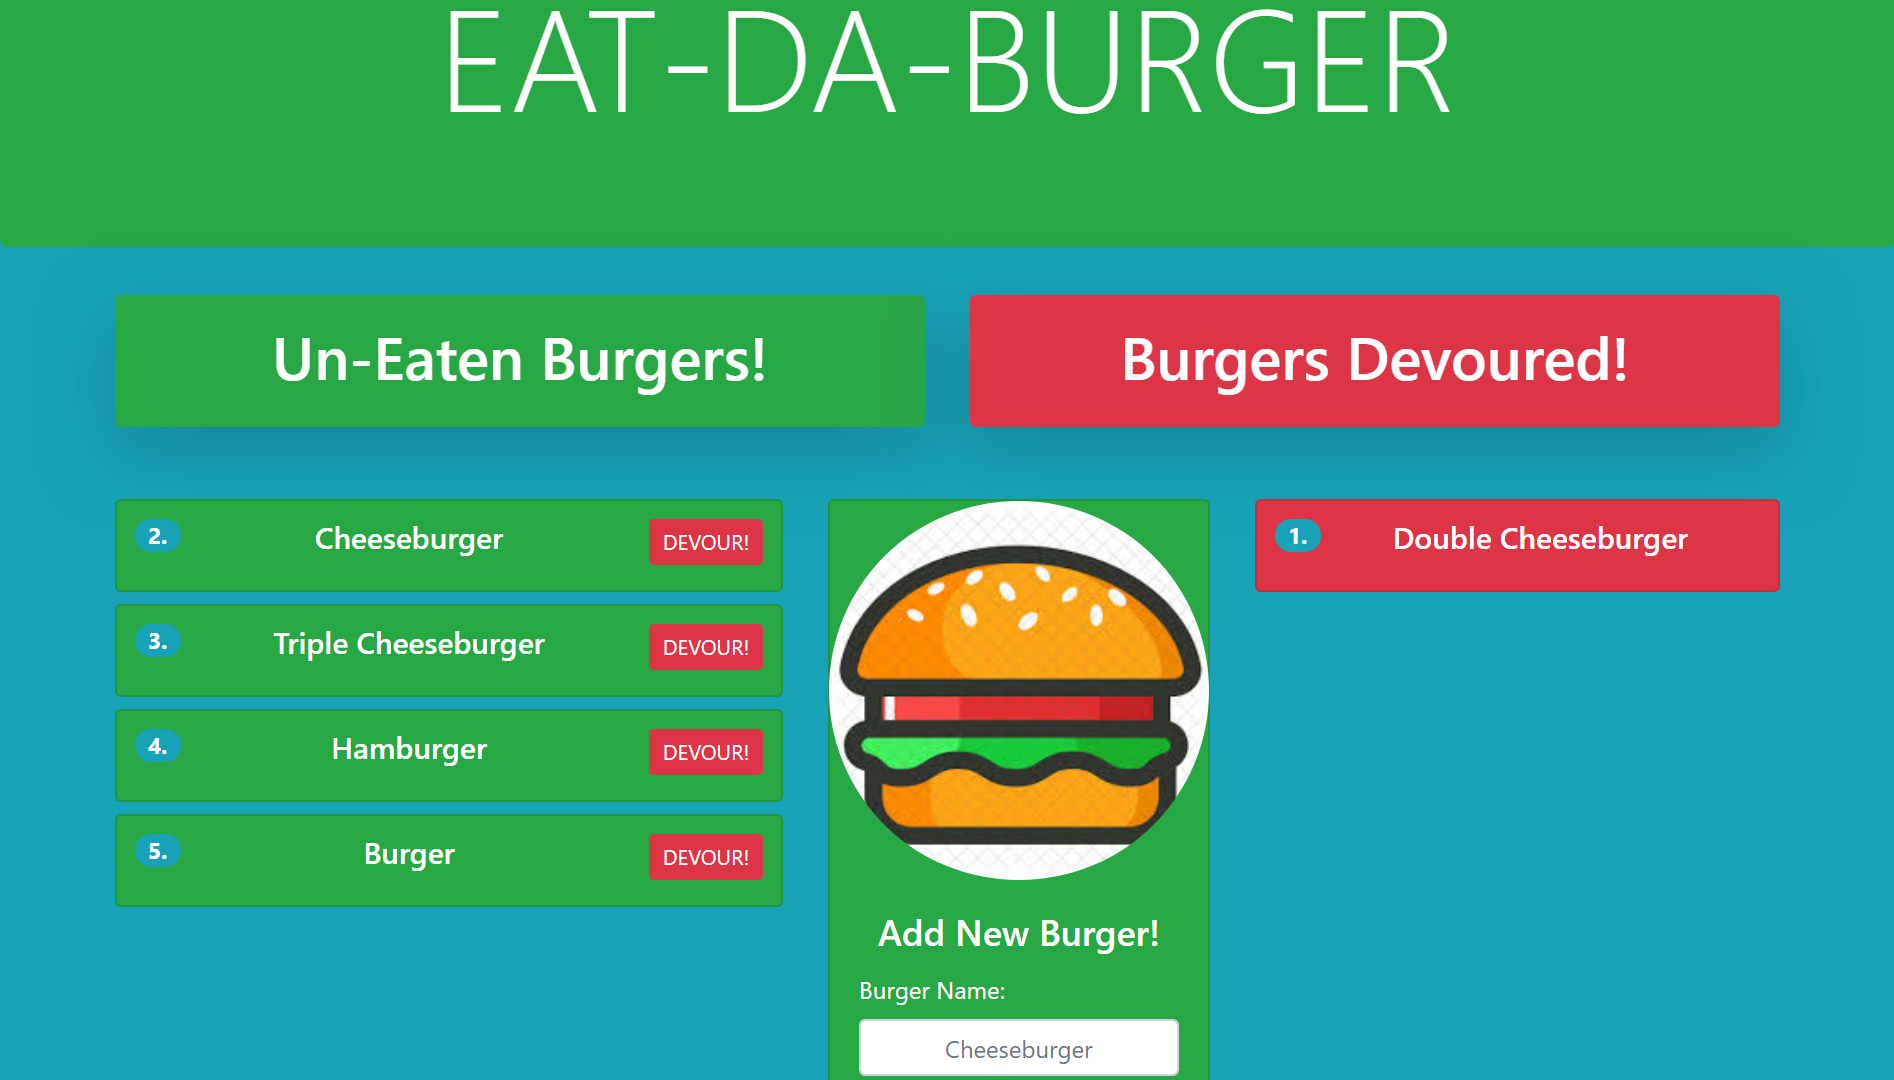 EAT-DA-BURGER
Un-Eaten Burgers!
Burgers Devoured!
2. Cheeseburger DEVOUR!
3. Triple Cheeseburger DEVOUR!
4. Hamburger DEVOUR!
5. Burger DEVOUR!
Add New Burger!
Burger Name:
Cheeseburger
1. Double Cheeseburger